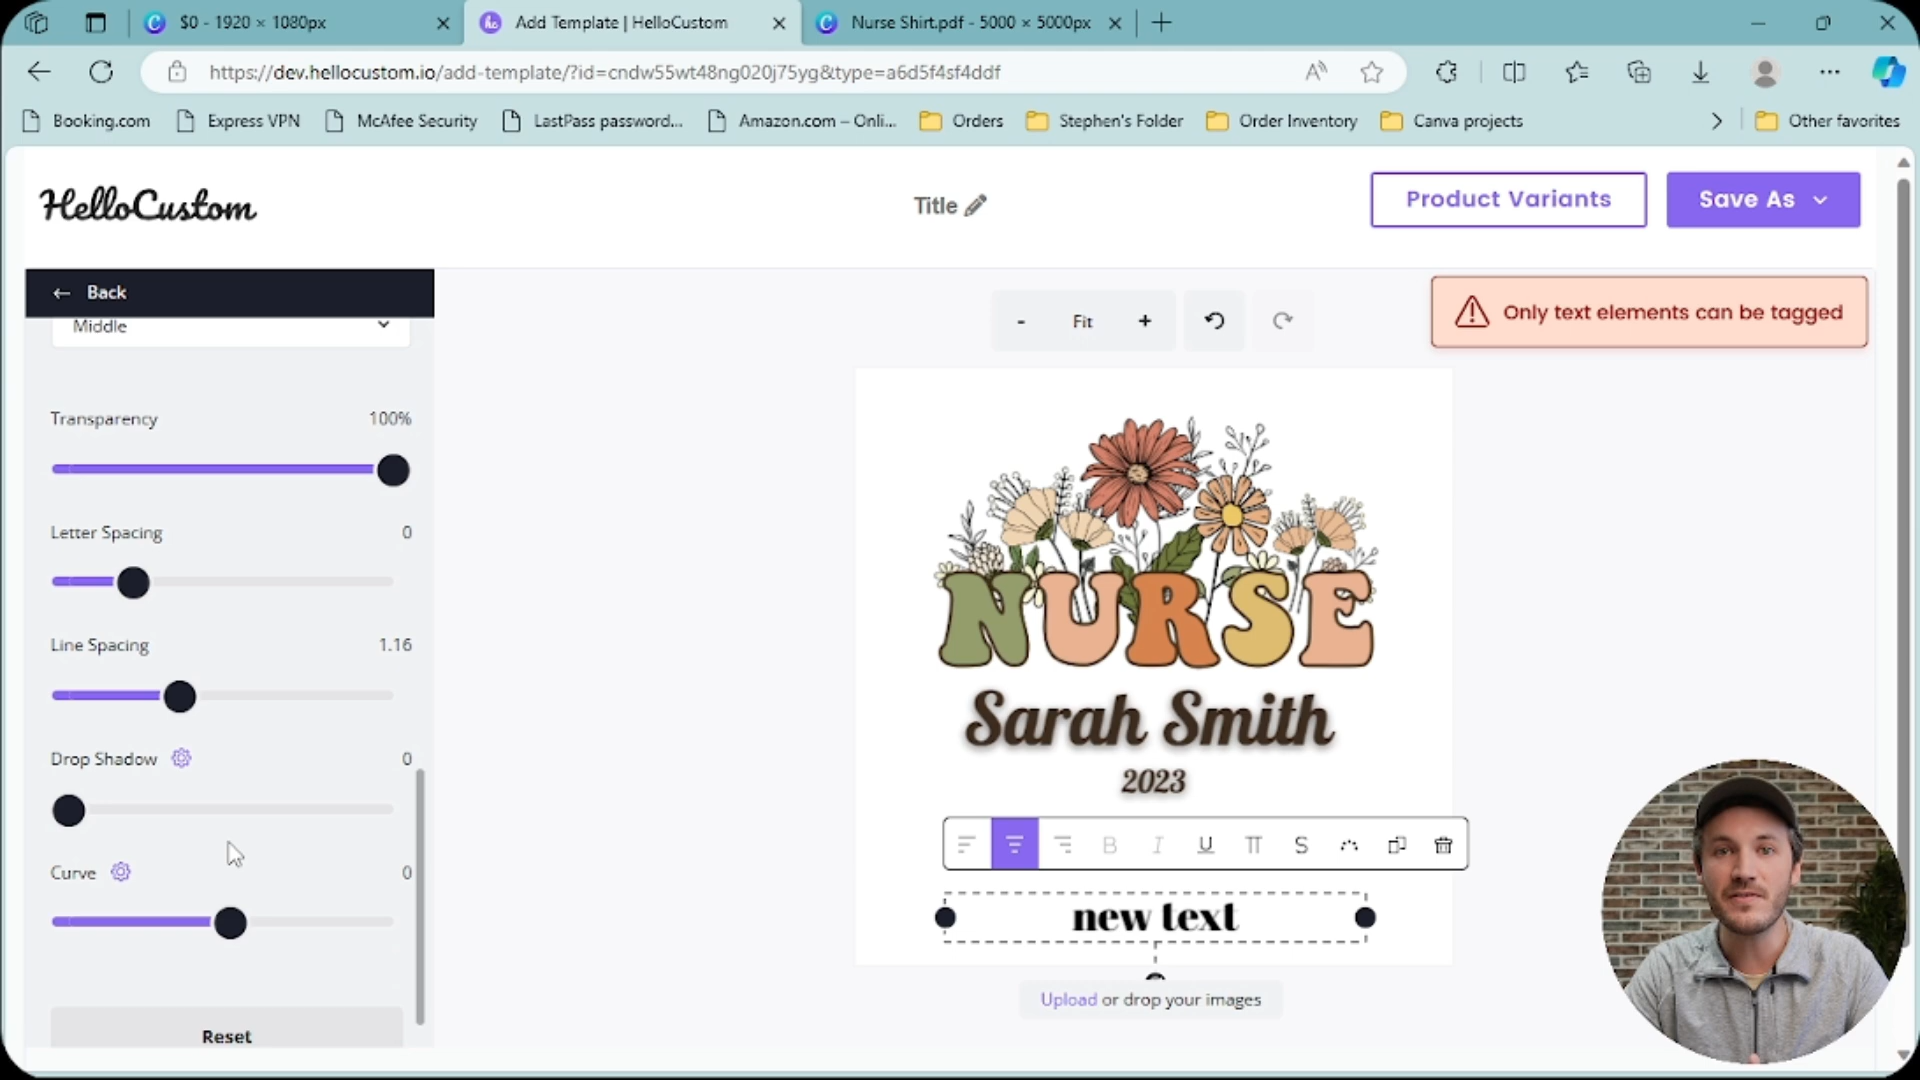 $0 - 1920 × 1080px
Add Template | HelloCustom
Nurse Shirt.pdf - 5000 × 5000px
https://dev.hellocustom.io/add-template/?id=cndw55wt48ng020j75yg&type=a6d5f4sf4ddf
Booking.com
Express VPN
McAfee Security
LastPass password...
Amazon.com – Onli...
Orders
Stephen's Folder
Order Inventory
Canva projects
Other favorites
HelloCustom
Title
Product Variants
Save As
Back
Middle
- Fit +
Only text elements can be tagged
Transparency 100%
Letter Spacing 0
Line Spacing 1.16
Drop Shadow 0
Curve 0
Reset
NURSE
Sarah Smith
2023
B I U TT S
new text
Upload or drop your images